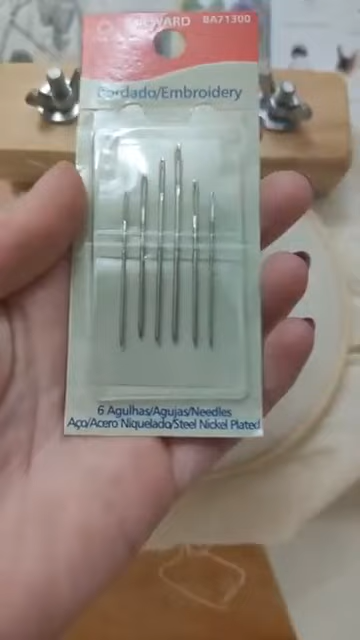 BA71300
Bordado/Embroidery
6 Agulhas/Agujas/Needles
Aço/Acero Niquelado/Steel Nickel Plated